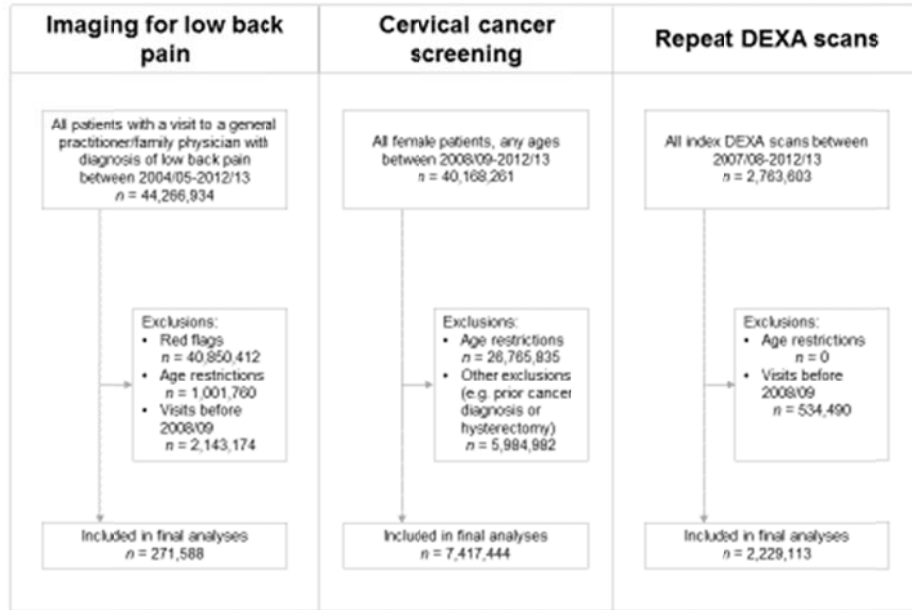 Imaging for low back
pain
All patients with a visit to a general
practitioner/family physician with
diagnosis of low back pain
between 2004/05-2012/13
n = 44,266,934
Exclusions:
• Red flags
n = 40,850,412
• Age restrictions
n = 1,001,760
• Visits before
2008/09
n = 2,143,174
Included in final analyses
n = 271,588
Cervical cancer
screening
All female patients, any ages
between 2008/09-2012/13
n = 40,168,261
Exclusions:
• Age restrictions
n = 26,765,835
• Other exclusions
(e.g. prior cancer
diagnosis or
hysterectomy)
n = 5,984,982
Included in final analyses
n = 7,417,444
Repeat DEXA scans
All index DEXA scans between
2007/08-2012/13
n = 2,763,603
Exclusions:
• Age restrictions
n = 0
• Visits before
2008/09
n = 534,490
Included in final analyses
n = 2,229,113